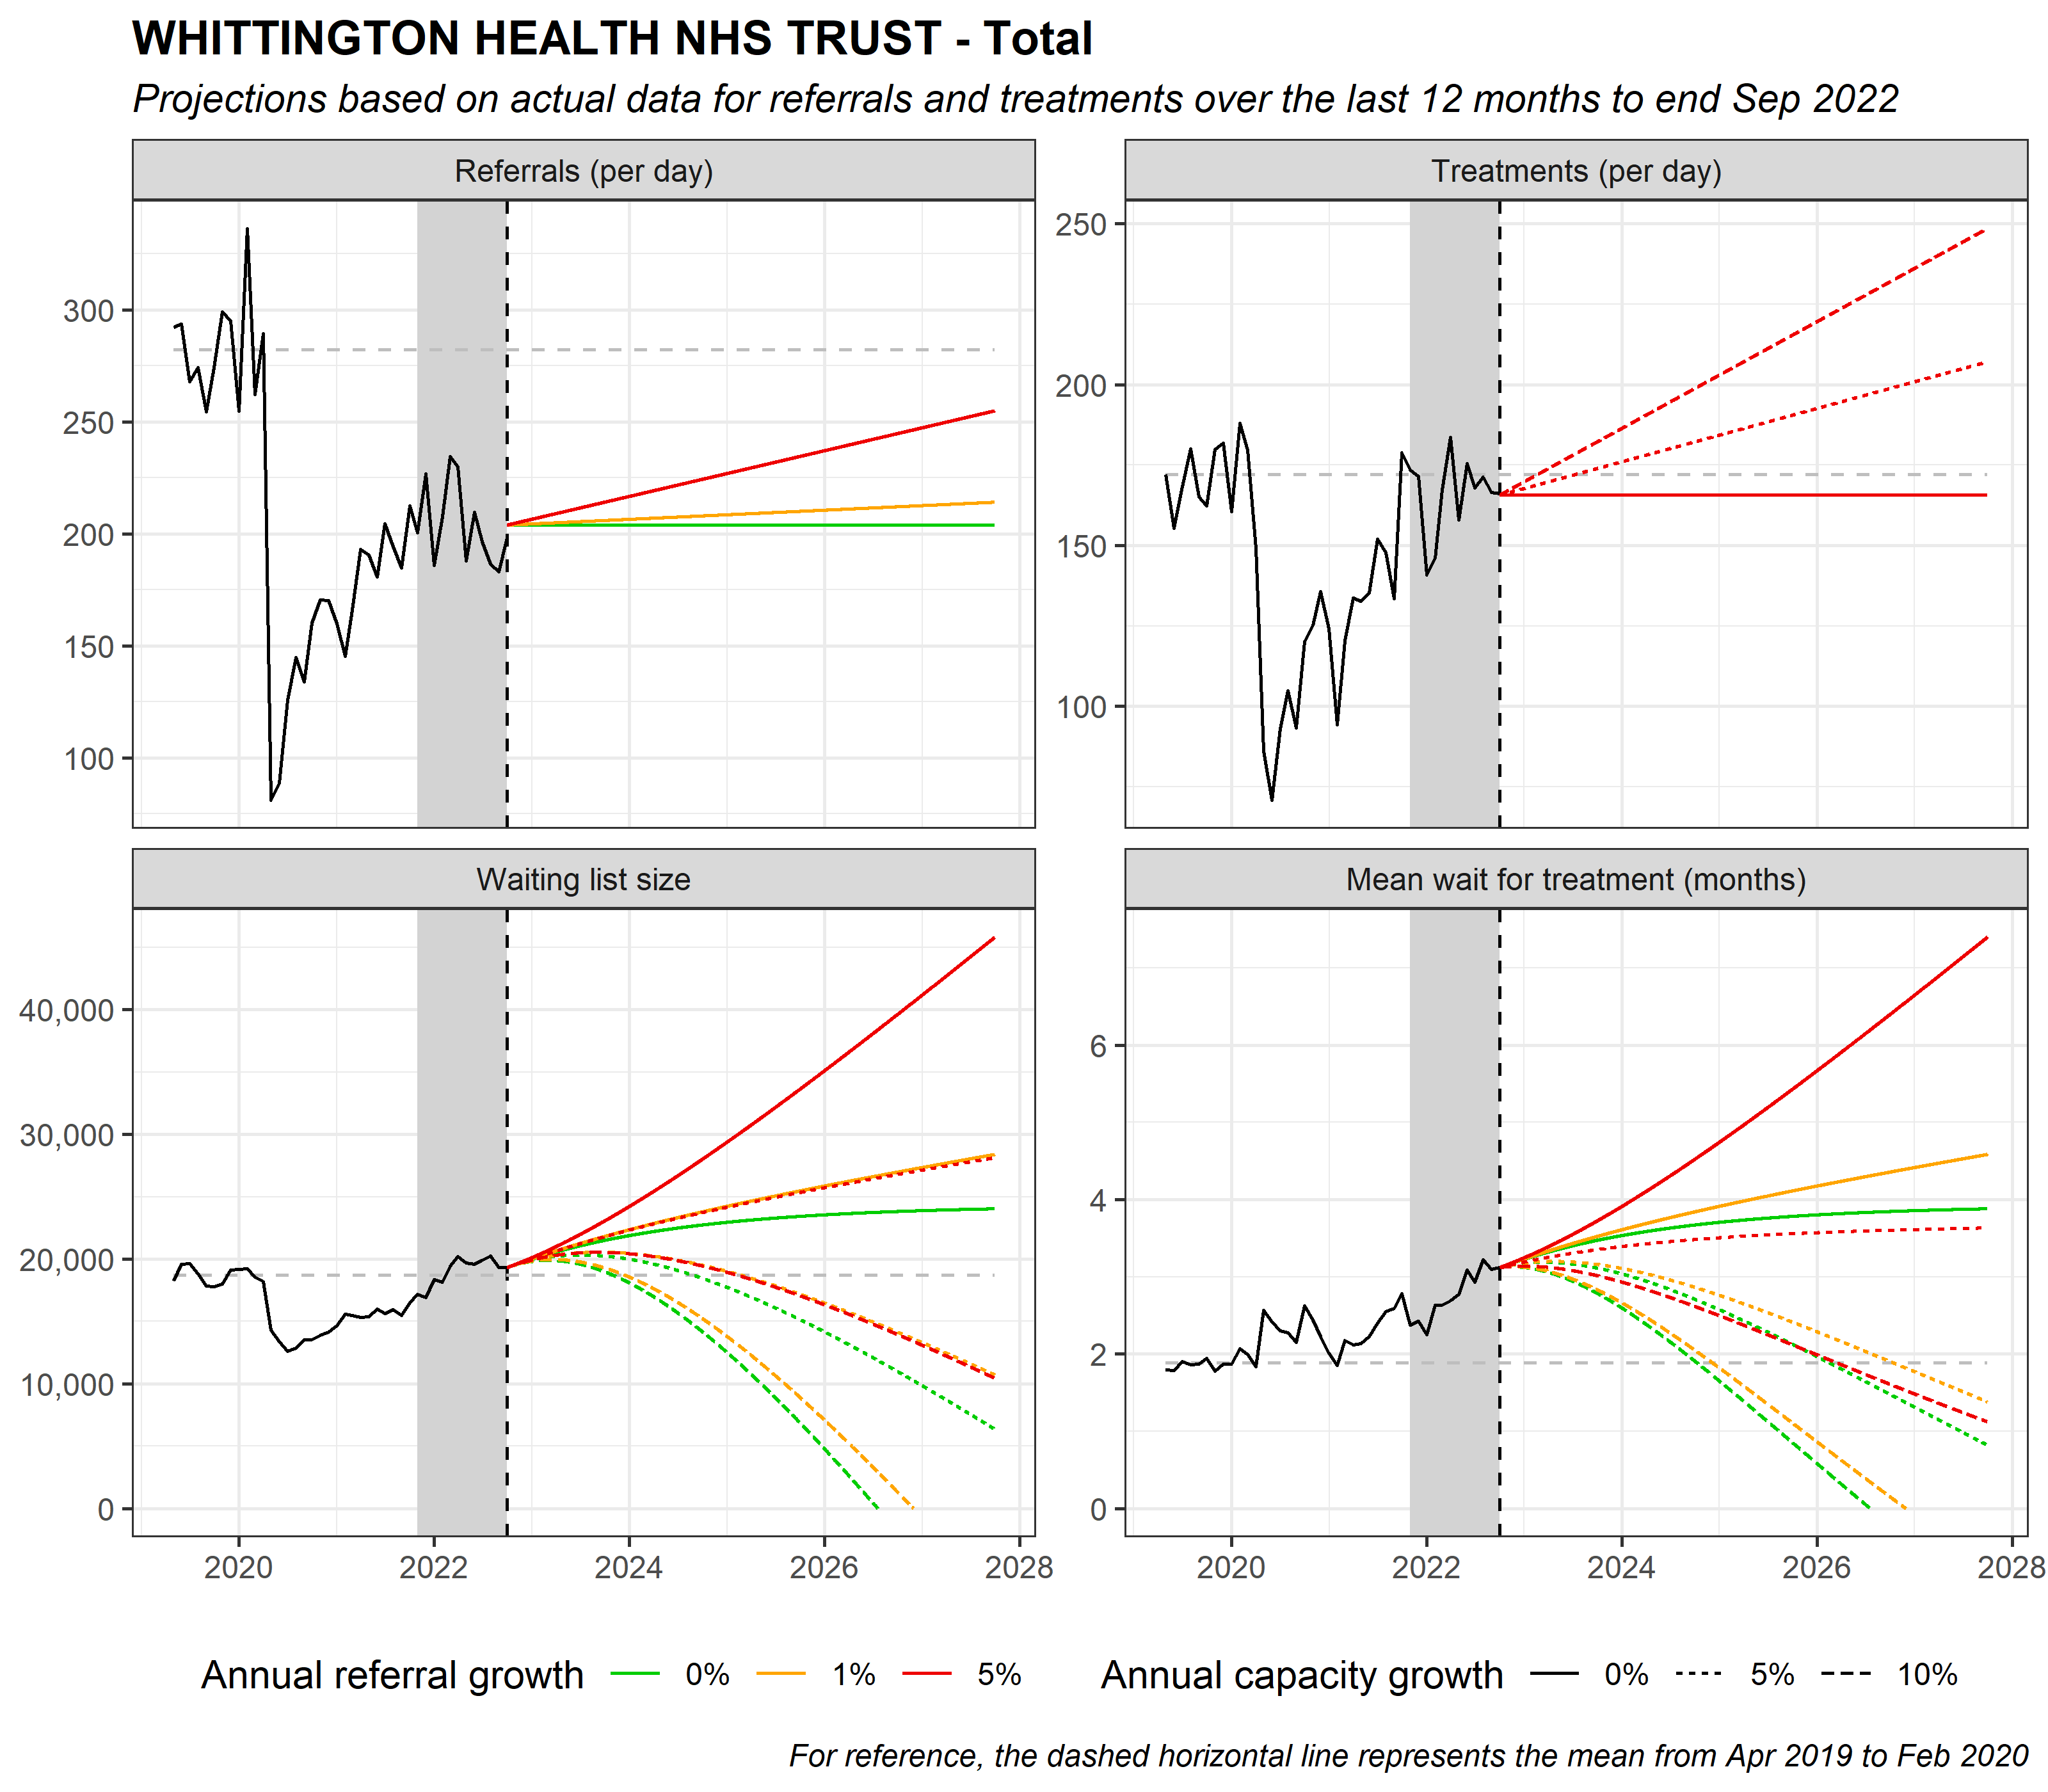 WHITTINGTON HEALTH NHS TRUST - Total
Projections based on actual data for referrals and treatments over the last 12 months to end Sep 2022
Referrals (per day)
Treatments (per day)
300
250
200
150
100
250
200
150
100
Waiting list size
Mean wait for treatment (months)
40,000
30,000
20,000
10,000
0
6
4
2
0
2020 2022 2024 2026 2028
2020 2022 2024 2026 2028
Annual referral growth 0% 1% 5%
Annual capacity growth 0% 5% 10%
For reference, the dashed horizontal line represents the mean from Apr 2019 to Feb 2020